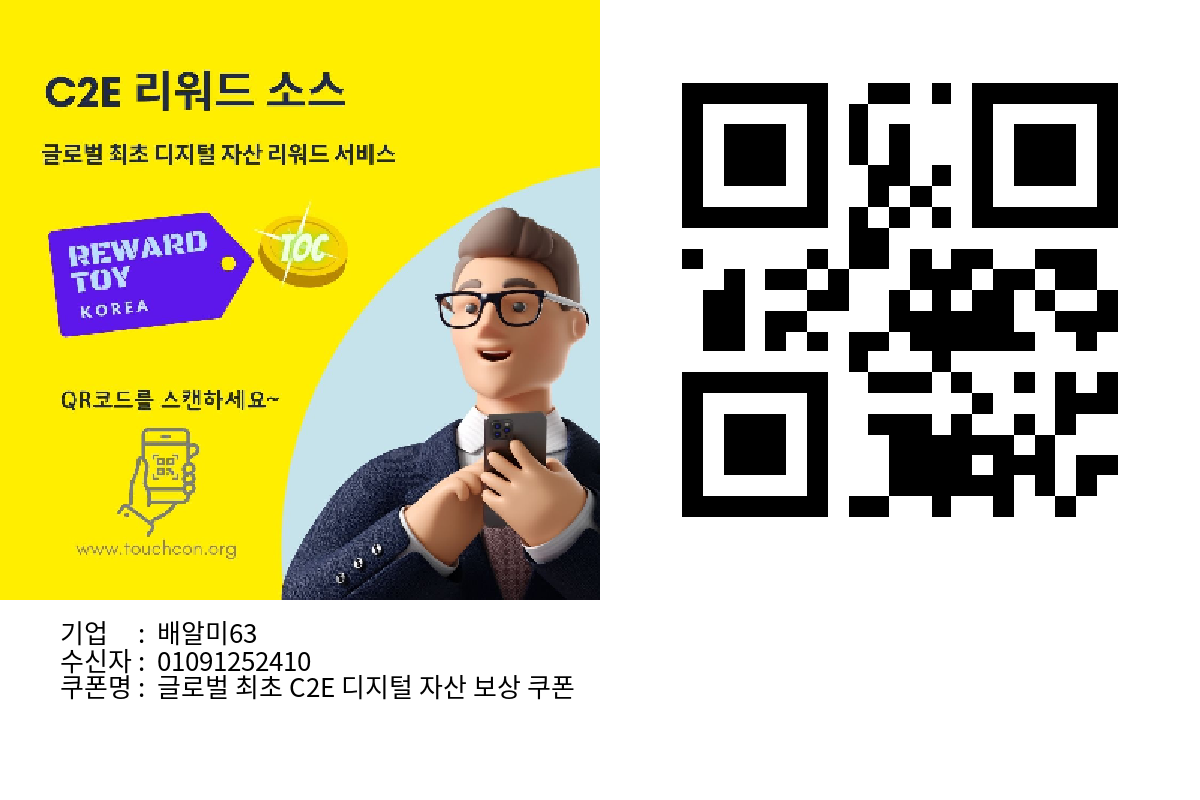 C2E 리워드 소스
글로벌 최초 디지털 자산 리워드 서비스
REWARD
TOY
KOREA
TOC
QR코드를 스캔하세요~
www.touchcon.org
기업 : 배알미63
수신자 : 01091252410
쿠폰명 : 글로벌 최초 C2E 디지털 자산 보상 쿠폰